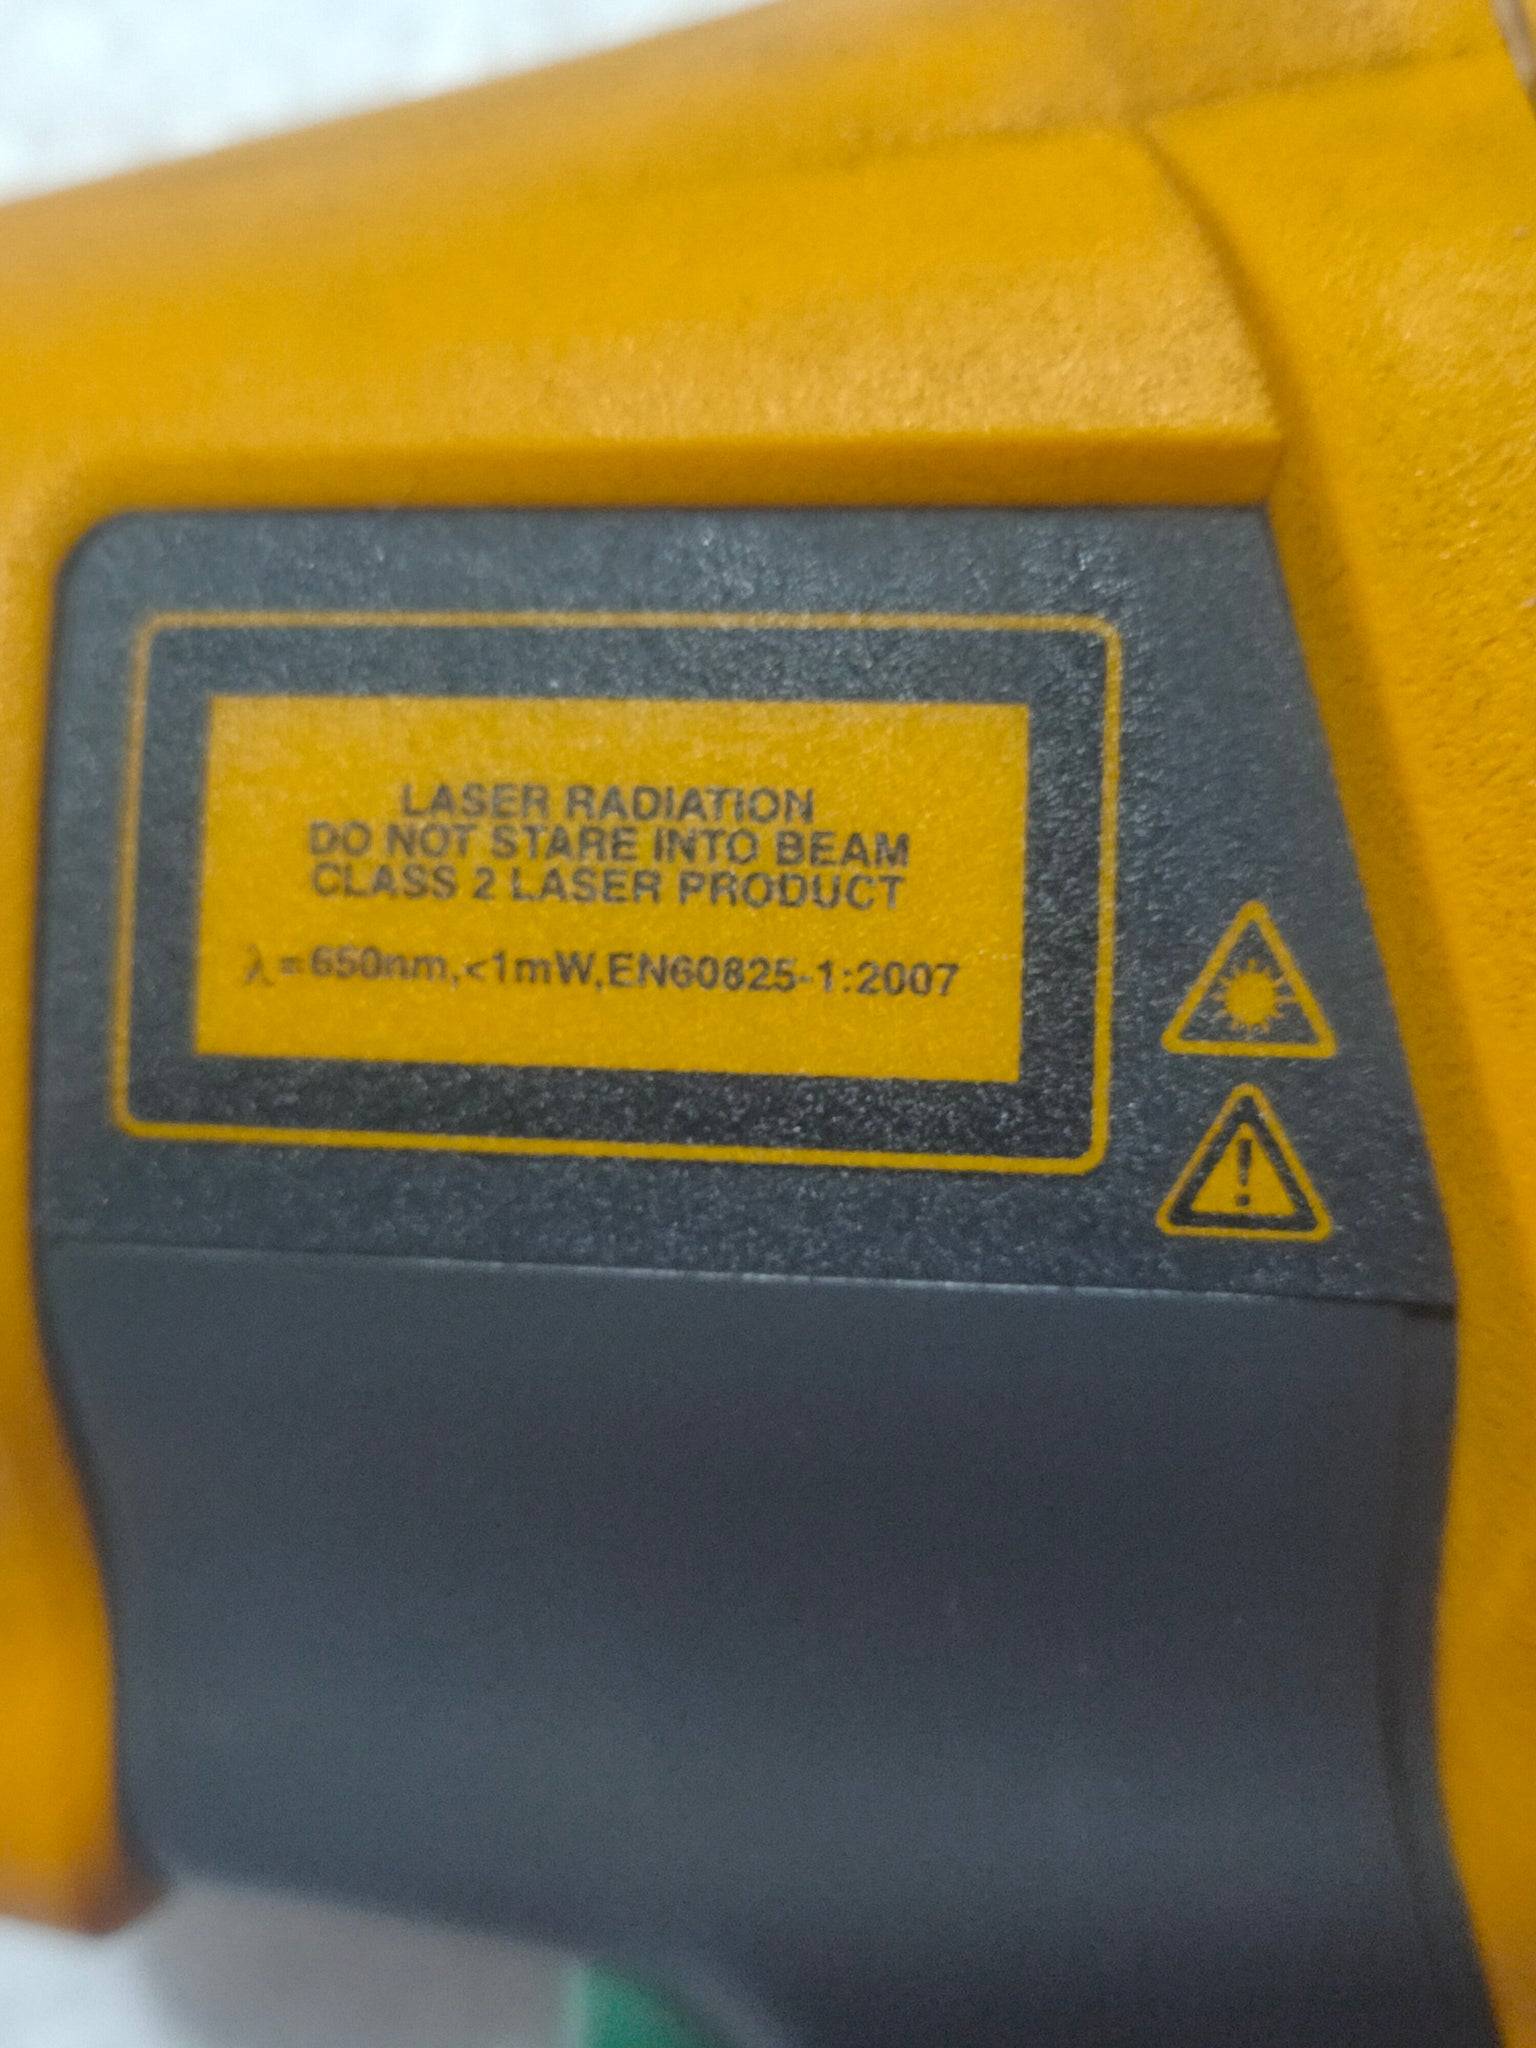 LASER RADIATION
DO NOT STARE INTO BEAM
CLASS 2 LASER PRODUCT
λ=650nm,<1mW,EN60825-1:2007
!